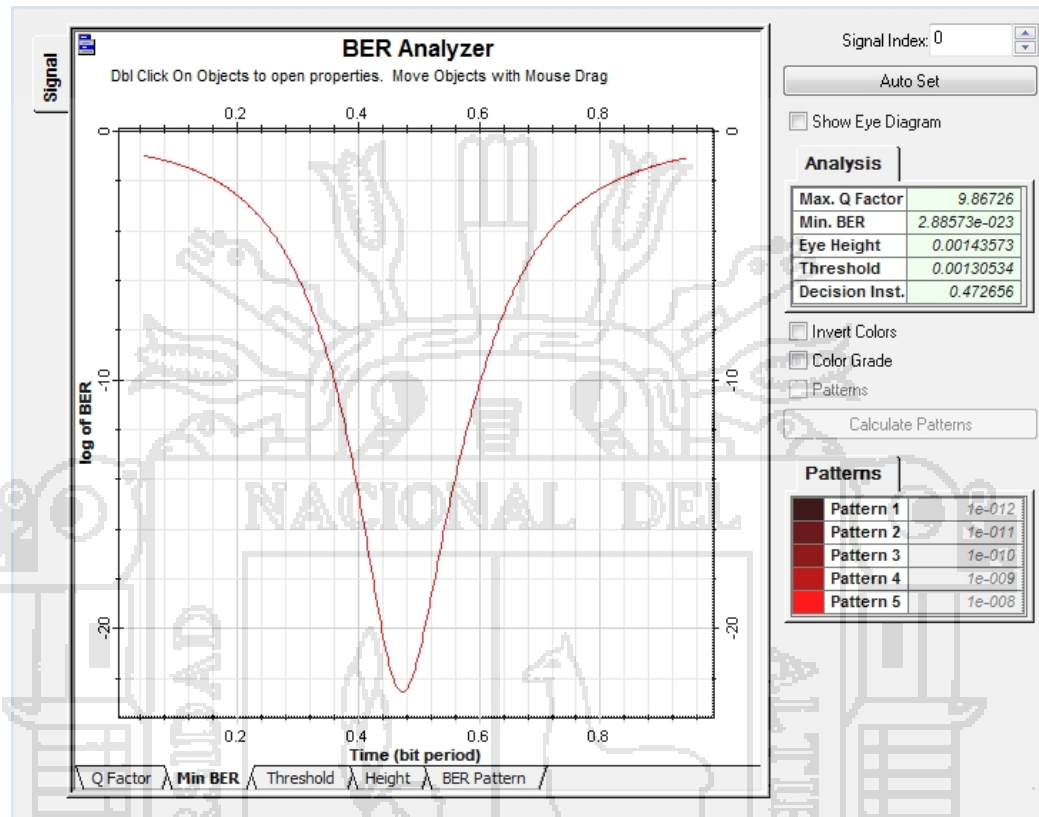 Signal
BER Analyzer
Dbl Click On Objects to open properties. Move Objects with Mouse Drag
0.2 0.4 0.6 0.8
0 0
-10 -10
-20 -20
log of BER
0.2 0.4 0.6 0.8
Time (bit period)
Q Factor Min BER Threshold Height BER Pattern
Signal Index: 0
Auto Set
Show Eye Diagram
Analysis
Max. Q Factor 9.86726
Min. BER 2.88573e-023
Eye Height 0.00143573
Threshold 0.00130534
Decision Inst. 0.472656
Invert Colors
Color Grade
Patterns
Calculate Patterns
Patterns
Pattern 1 1e-012
Pattern 2 1e-011
Pattern 3 1e-010
Pattern 4 1e-009
Pattern 5 1e-008
NACIONAL DEL